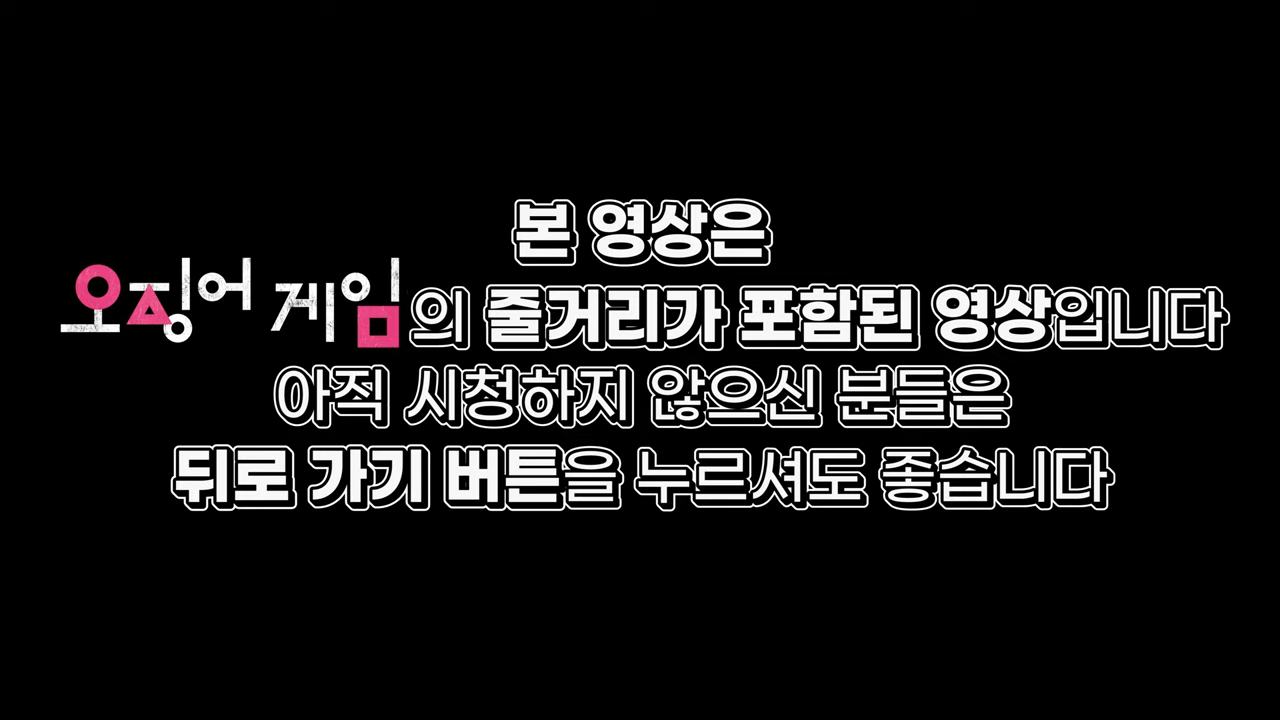 본 영상은
오징어 게임의 줄거리가 포함된 영상입니다
아직 시청하지 않으신 분들은
뒤로 가기 버튼을 누르셔도 좋습니다